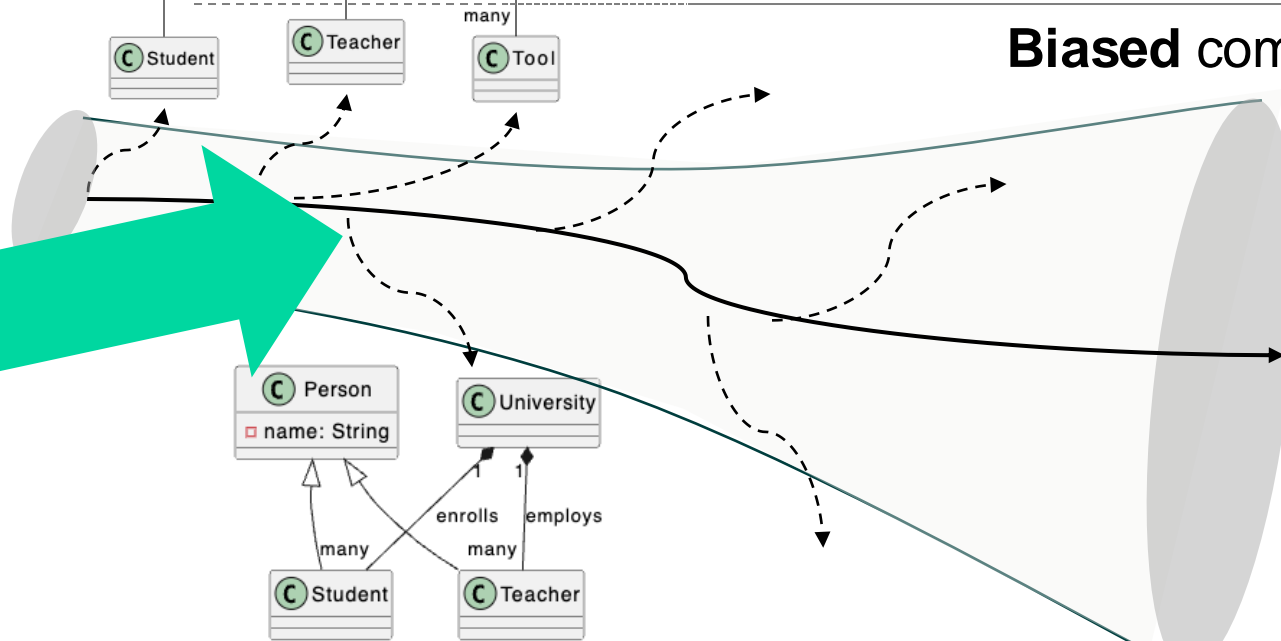 many
Biased com
C Student
C Teacher
C Tool
C Person
name: String
C University
1
1
enrolls
employs
many
many
C Student
C Teacher